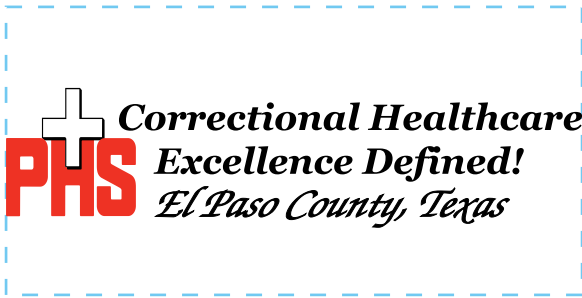 PHS
Correctional Healthcare
Excellence Defined!
El Paso County, Texas